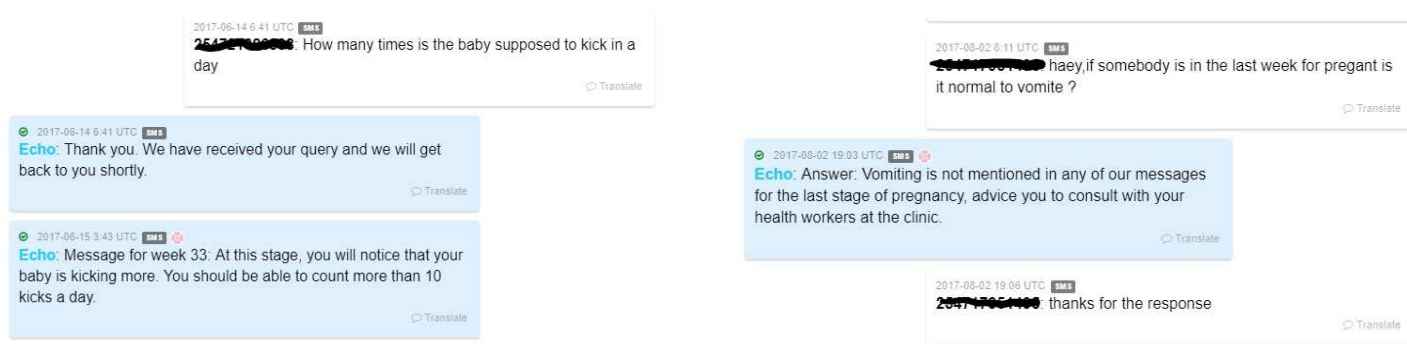 2017-06-14 6:41 UTC SMS
: How many times is the baby supposed to kick in a
day
Translate
2017-06-14 6:41 UTC SMS
Echo: Thank you. We have received your query and we will get
back to you shortly.
Translate
2017-06-15 3:43 UTC SMS
Echo: Message for week 33: At this stage, you will notice that your
baby is kicking more. You should be able to count more than 10
kicks a day.
Translate
2017-08-02 8:11 UTC SMS
haey,if somebody is in the last week for pregant is
it normal to vomite ?
Translate
2017-08-02 19:03 UTC SMS
Echo: Answer: Vomiting is not mentioned in any of our messages
for the last stage of pregnancy, advice you to consult with your
health workers at the clinic.
Translate
2017-08-02 19:06 UTC SMS
: thanks for the response
Translate